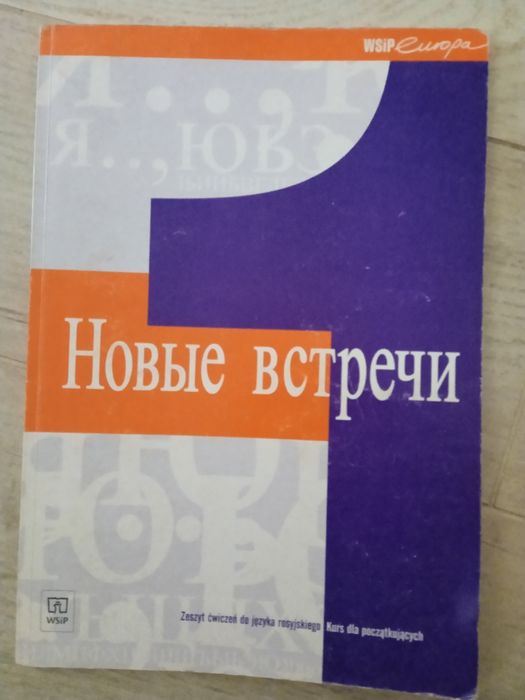 WSiP europa
1
Новые встречи
Zeszyt ćwiczeń do języka rosyjskiego Kurs dla początkujących
WSiP